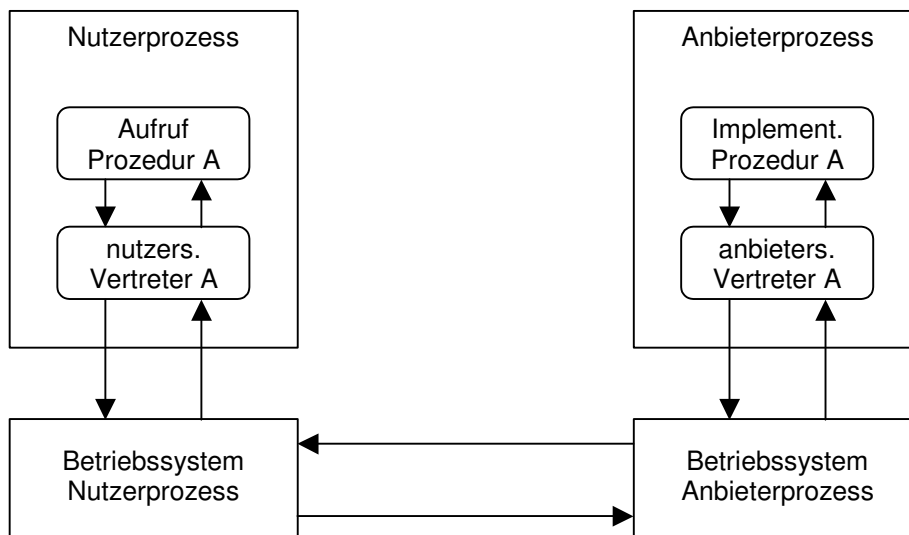 Nutzerprozess
Anbieterprozess
Aufruf
Prozedur A
Implement.
Prozedur A
nutzers.
Vertreter A
anbieters.
Vertreter A
Betriebssystem
Nutzerprozess
Betriebssystem
Anbieterprozess